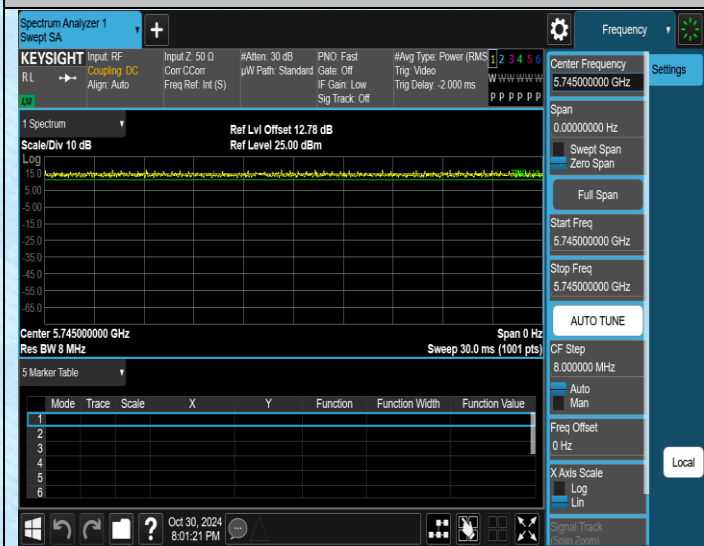 Spectrum Analyzer 1
Swept SA
Frequency
KEYSIGHT
RL
LXI
Input: RF
Coupling: DC
Align: Auto
Input Z: 50 Ω
Corr CCorr
Freq Ref: Int (S)
#Atten: 30 dB
µW Path: Standard
PNO: Fast
Gate: Off
IF Gain: Low
Sig Track: Off
#Avg Type: Power (RMS
Trig: Video
Trig Delay: -2.000 ms
1 2 3 4 5 6
W W W W W W
P P P P P P
1 Spectrum
Scale/Div 10 dB
Ref Lvl Offset 12.78 dB
Ref Level 25.00 dBm
Log
15.0
5.00
-5.00
-15.0
-25.0
-35.0
-45.0
-55.0
-65.0
Center 5.745000000 GHz
Span 0 Hz
Res BW 8 MHz
Sweep 30.0 ms (1001 pts)
5 Marker Table
Mode Trace Scale X Y Function Function Width Function Value
1
2
3
4
5
6
Oct 30, 2024
8:01:21 PM
Center Frequency
5.745000000 GHz
Settings
Span
0.00000000 Hz
Swept Span
Zero Span
Full Span
Start Freq
5.745000000 GHz
Stop Freq
5.745000000 GHz
AUTO TUNE
CF Step
8.000000 MHz
Auto
Man
Freq Offset
0 Hz
X Axis Scale
Log
Lin
Local
Signal Track
(Span Zoom)